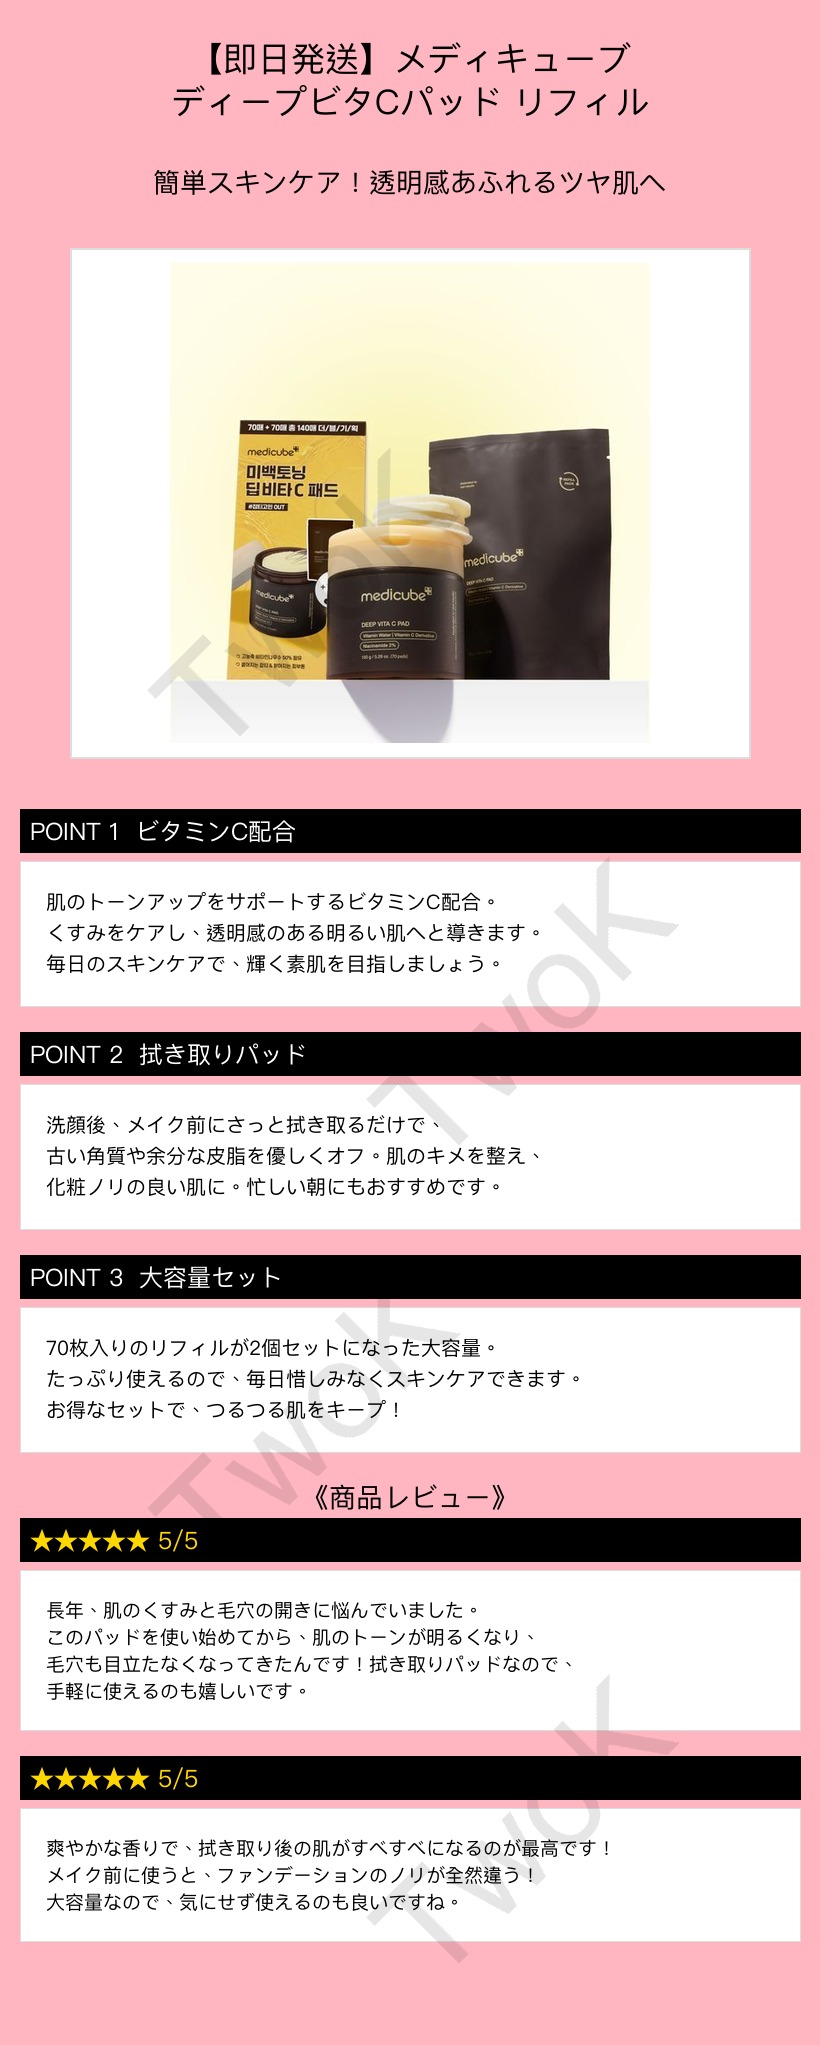 【即日発送】メディキューブ
ディープビタCパッド リフィル
簡単スキンケア！透明感あふれるツヤ肌へ
70매 + 70매 총 140매 더/블/기/획
medicube
미백토닝
딥비타C 패드
#잡티고민 OUT
medicube
DEEP VITA C PAD
medicube
DEEP VITA C PAD
Vitamin Water | Vitamin C Derivative
Niacinamide 2%
150 g / 5.29 oz. (70 pads)
REFILL
PACK
medicube
DEEP VITA C PAD
Vitamin Water | Vitamin C Derivative
TwoK
POINT 1 ビタミンC配合
肌のトーンアップをサポートするビタミンC配合。
くすみをケアし、透明感のある明るい肌へと導きます。
毎日のスキンケアで、輝く素肌を目指しましょう。
TwoK
POINT 2 拭き取りパッド
洗顔後、メイク前にさっと拭き取るだけで、
古い角質や余分な皮脂を優しくオフ。肌のキメを整え、
化粧ノリの良い肌に。忙しい朝にもおすすめです。
POINT 3 大容量セット
70枚入りのリフィルが2個セットになった大容量。
たっぷり使えるので、毎日惜しみなくスキンケアできます。
お得なセットで、つるつる肌をキープ！
TwoK
《商品レビュー》
★★★★★ 5/5
長年、肌のくすみと毛穴の開きに悩んでいました。
このパッドを使い始めてから、肌のトーンが明るくなり、
毛穴も目立たなくなってきたんです！拭き取りパッドなので、
手軽に使えるのも嬉しいです。
★★★★★ 5/5
爽やかな香りで、拭き取り後の肌がすべすべになるのが最高です！
メイク前に使うと、ファンデーションのノリが全然違う！
大容量なので、気にせず使えるのも良いですね。
TwoK